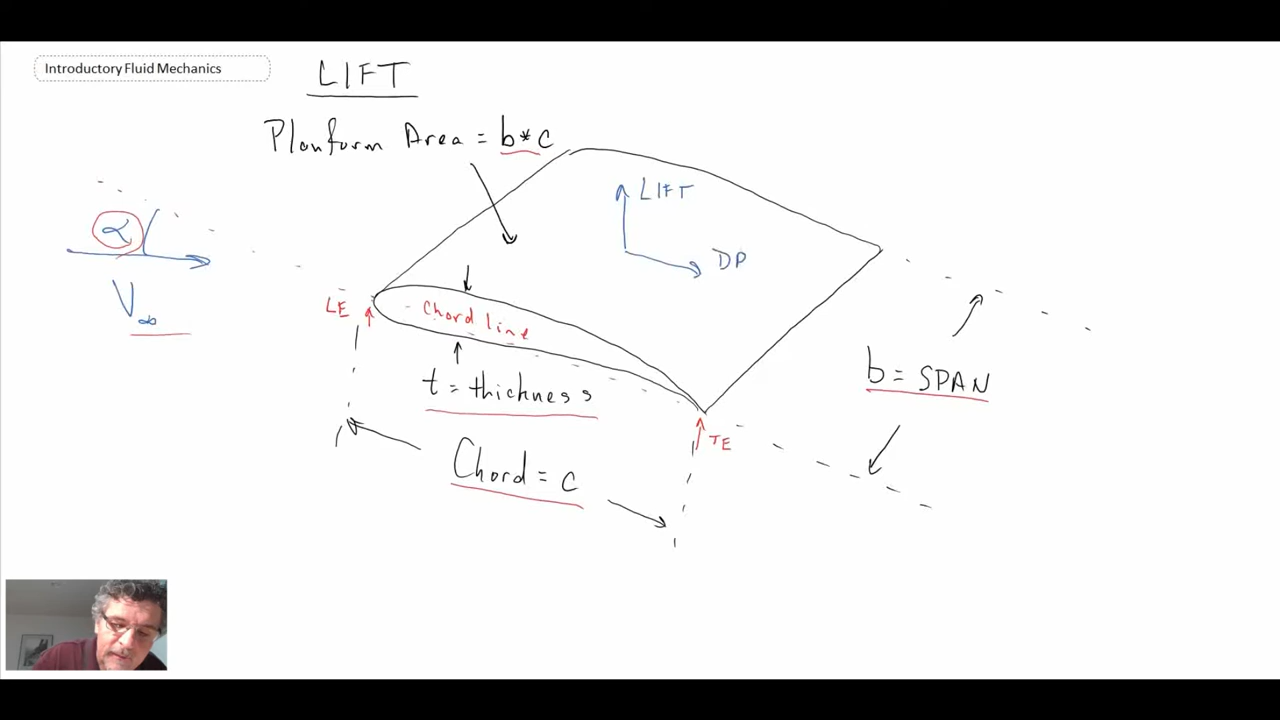 Introductory Fluid Mechanics
LIFT
Planform Area = b*c
LIFT
α
DP
V∞
LE
Chord line
t = thickness
b = SPAN
TE
Chord = c